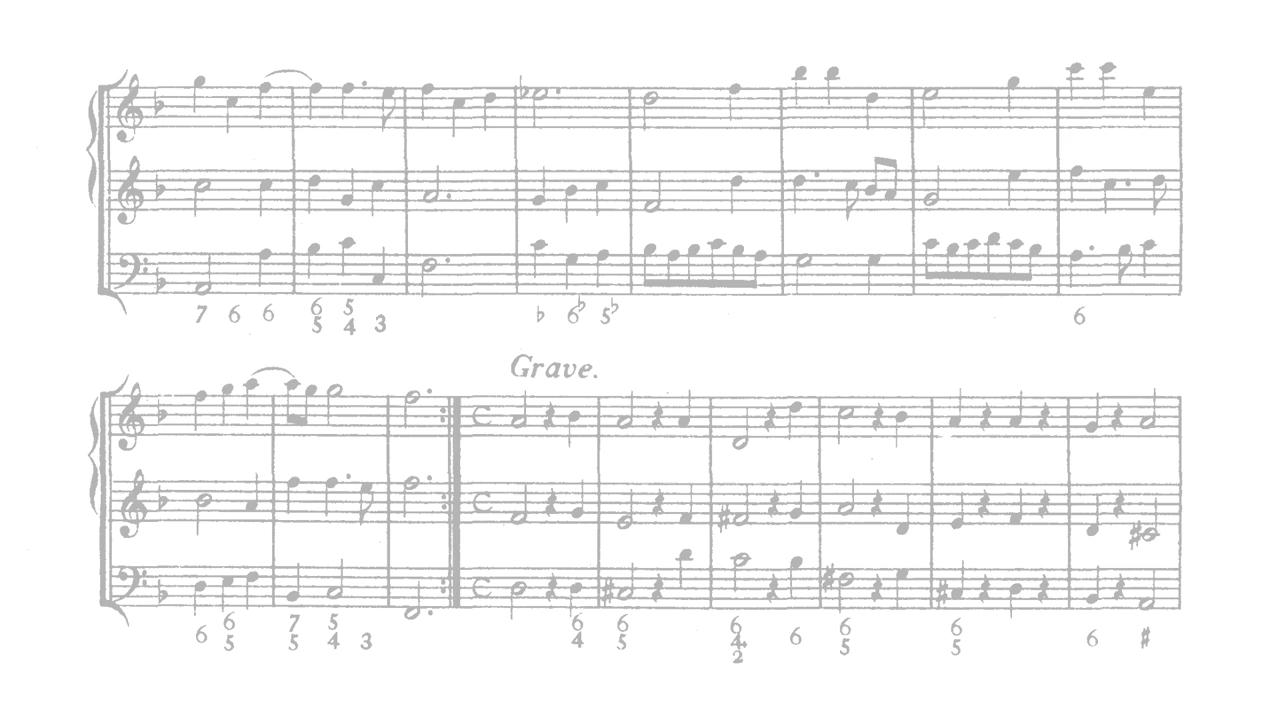 7 6 6 6 5 ♭ 6♭ 5♭ 6
5 4 3
Grave.
6 6 7 5 6 6 6 6 6 6 6 ♯
5 5 4 3 4 5 4 5 5
2